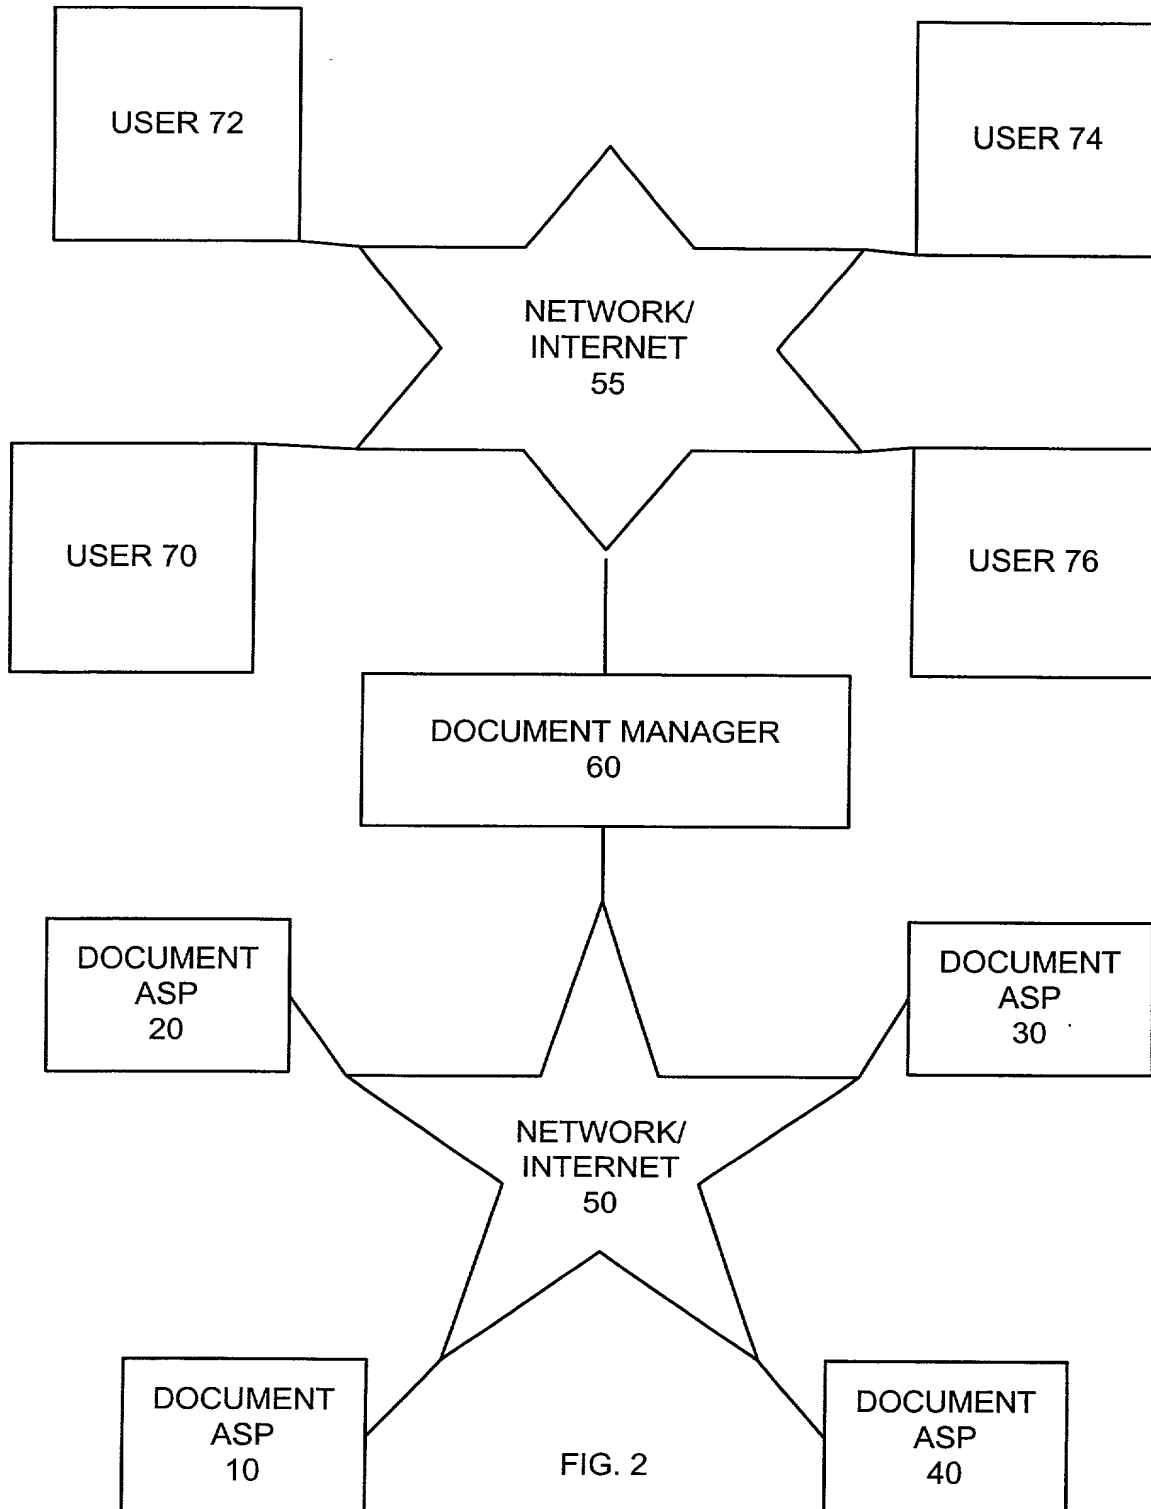 USER 72
USER 74
NETWORK/
INTERNET
55
USER 70
USER 76
DOCUMENT MANAGER
60
DOCUMENT
ASP
20
DOCUMENT
ASP
30
NETWORK/
INTERNET
50
DOCUMENT
ASP
10
DOCUMENT
ASP
40
FIG. 2